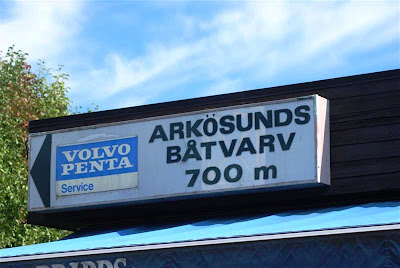 VOLVO
PENTA
Service
ARKÖSUNDS
BÅTVARV
700 m